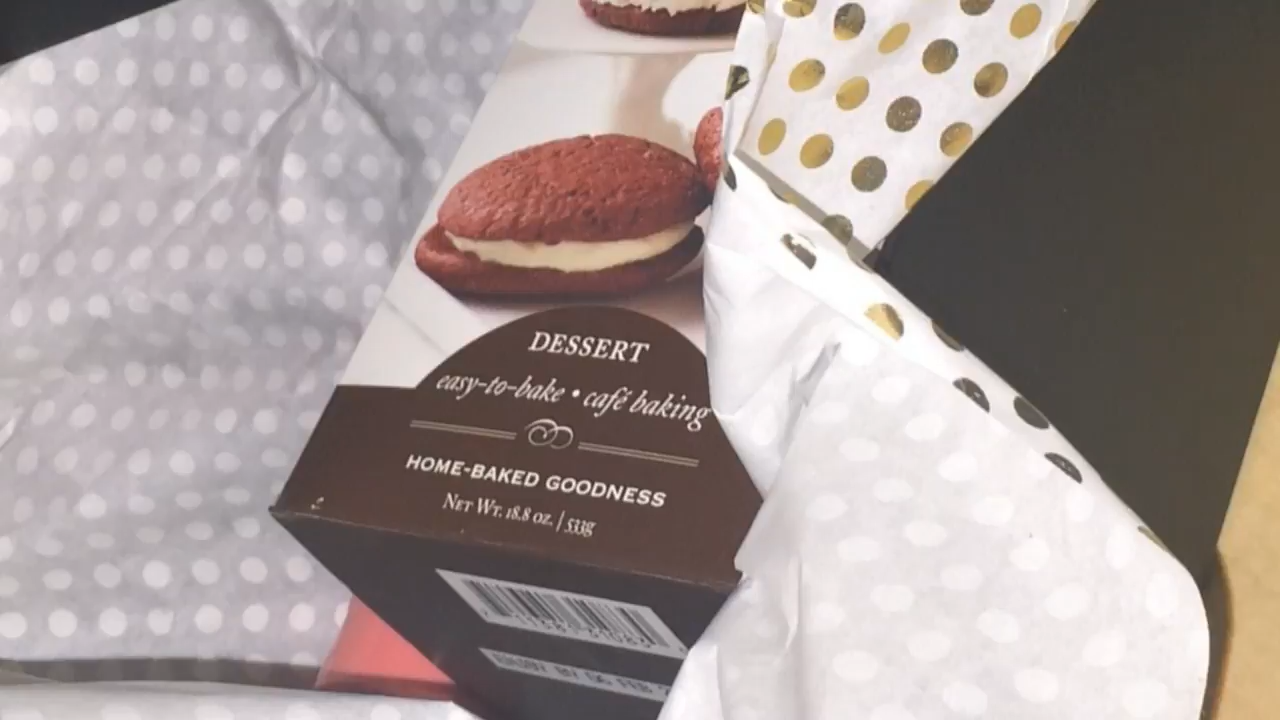 DESSERT
easy-to-bake • café baking
HOME-BAKED GOODNESS
NET WT. 18.8 OZ. | 533g